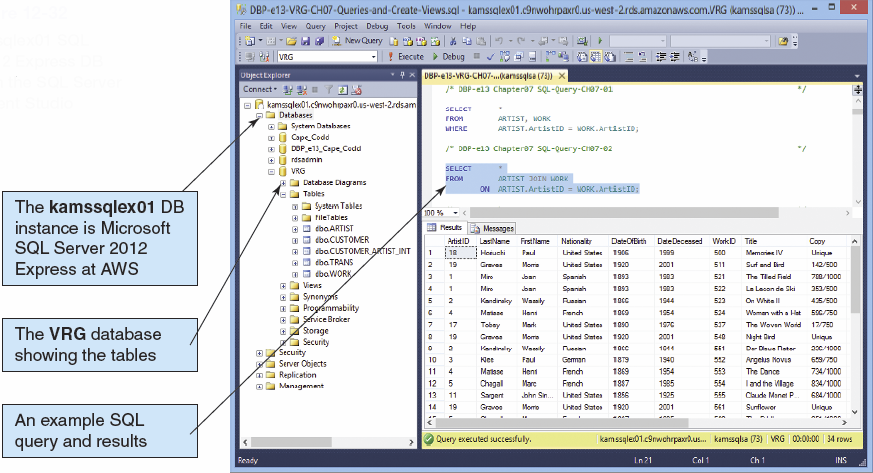 DBP-e13-VRG-CH07-Queries-and-Create-Views.sql - kamssqlex01.c9nwohrpaxr0.us-west-2.rds.amazonaws.com.VRG (kamssqlsa (73))
File Edit View Query Project Debug Tools Window Help
New Query
VRG Execute Debug
Object Explorer
Connect
kamssqlex01.c9nwohrpaxr0.us-west-2.rds.am
Databases
System Databases
Cape_Codd
DBP_e13_Cape_Codd
rdsadmin
VRG
Database Diagrams
Tables
System Tables
FileTables
dbo.ARTIST
dbo.CUSTOMER
dbo.CUSTOMER_ARTIST_INT
dbo.TRANS
dbo.WORK
Views
Synonyms
Programmability
Service Broker
Storage
Security
Security
Server Objects
Replication
Management
The kamssqlex01 DB
instance is Microsoft
SQL Server 2012
Express at AWS
The VRG database
showing the tables
An example SQL
query and results
DBP-e13-VRG-CH07-...(kamssqlsa (73))
/* DBP-e13 Chapter07 SQL-Query-CH07-01 */
SELECT *
FROM ARTIST, WORK
WHERE ARTIST.ArtistID = WORK.ArtistID;
/* DBP-e13 Chapter07 SQL-Query-CH07-02 */
SELECT *
FROM ARTIST JOIN WORK
ON ARTIST.ArtistID = WORK.ArtistID;
100 %
Results Messages
ArtistID LastName FirstName Nationality DateOfBirth DateDeceased WorkID Title Copy
1 18 Horiuchi Paul United States 1906 1999 500 Memories IV Unique
2 19 Graves Morris United States 1920 2001 511 Surf and Bird 142/500
3 1 Miro Joan Spanish 1893 1983 521 The Tilled Field 788/1000
4 1 Miro Joan Spanish 1893 1983 522 La Lecon de Ski 353/500
5 2 Kandinsky Wassily Russian 1866 1944 523 On White II 435/500
6 4 Matisse Henri French 1869 1954 524 Woman with a Hat 596/750
7 17 Tobey Mark United States 1890 1976 537 The Woven World 17/750
8 19 Graves Morris United States 1920 2001 548 Night Bird Unique
9 2 Kandinsky Wassily Russian 1866 1944 551
10 3 Klee Paul German 1879 1940 552 Angelus Novus 659/750
11 4 Matisse Henri French 1869 1954 553 The Dance 734/1000
12 5 Chagall Marc French 1887 1985 554 I and the Village 834/1000
13 11 Sargent John Sin... United States 1856 1925 555 Claude Monet P... 684/1000
14 19 Graves Morris United States 1920 2001 561 Sunflower Unique
Query executed successfully. kamssqlex01.c9nwohrpaxr0.us... kamssqlsa (73) VRG 00:00:00 34 rows
Ready Ln 21 Col 1 Ch 1 INS